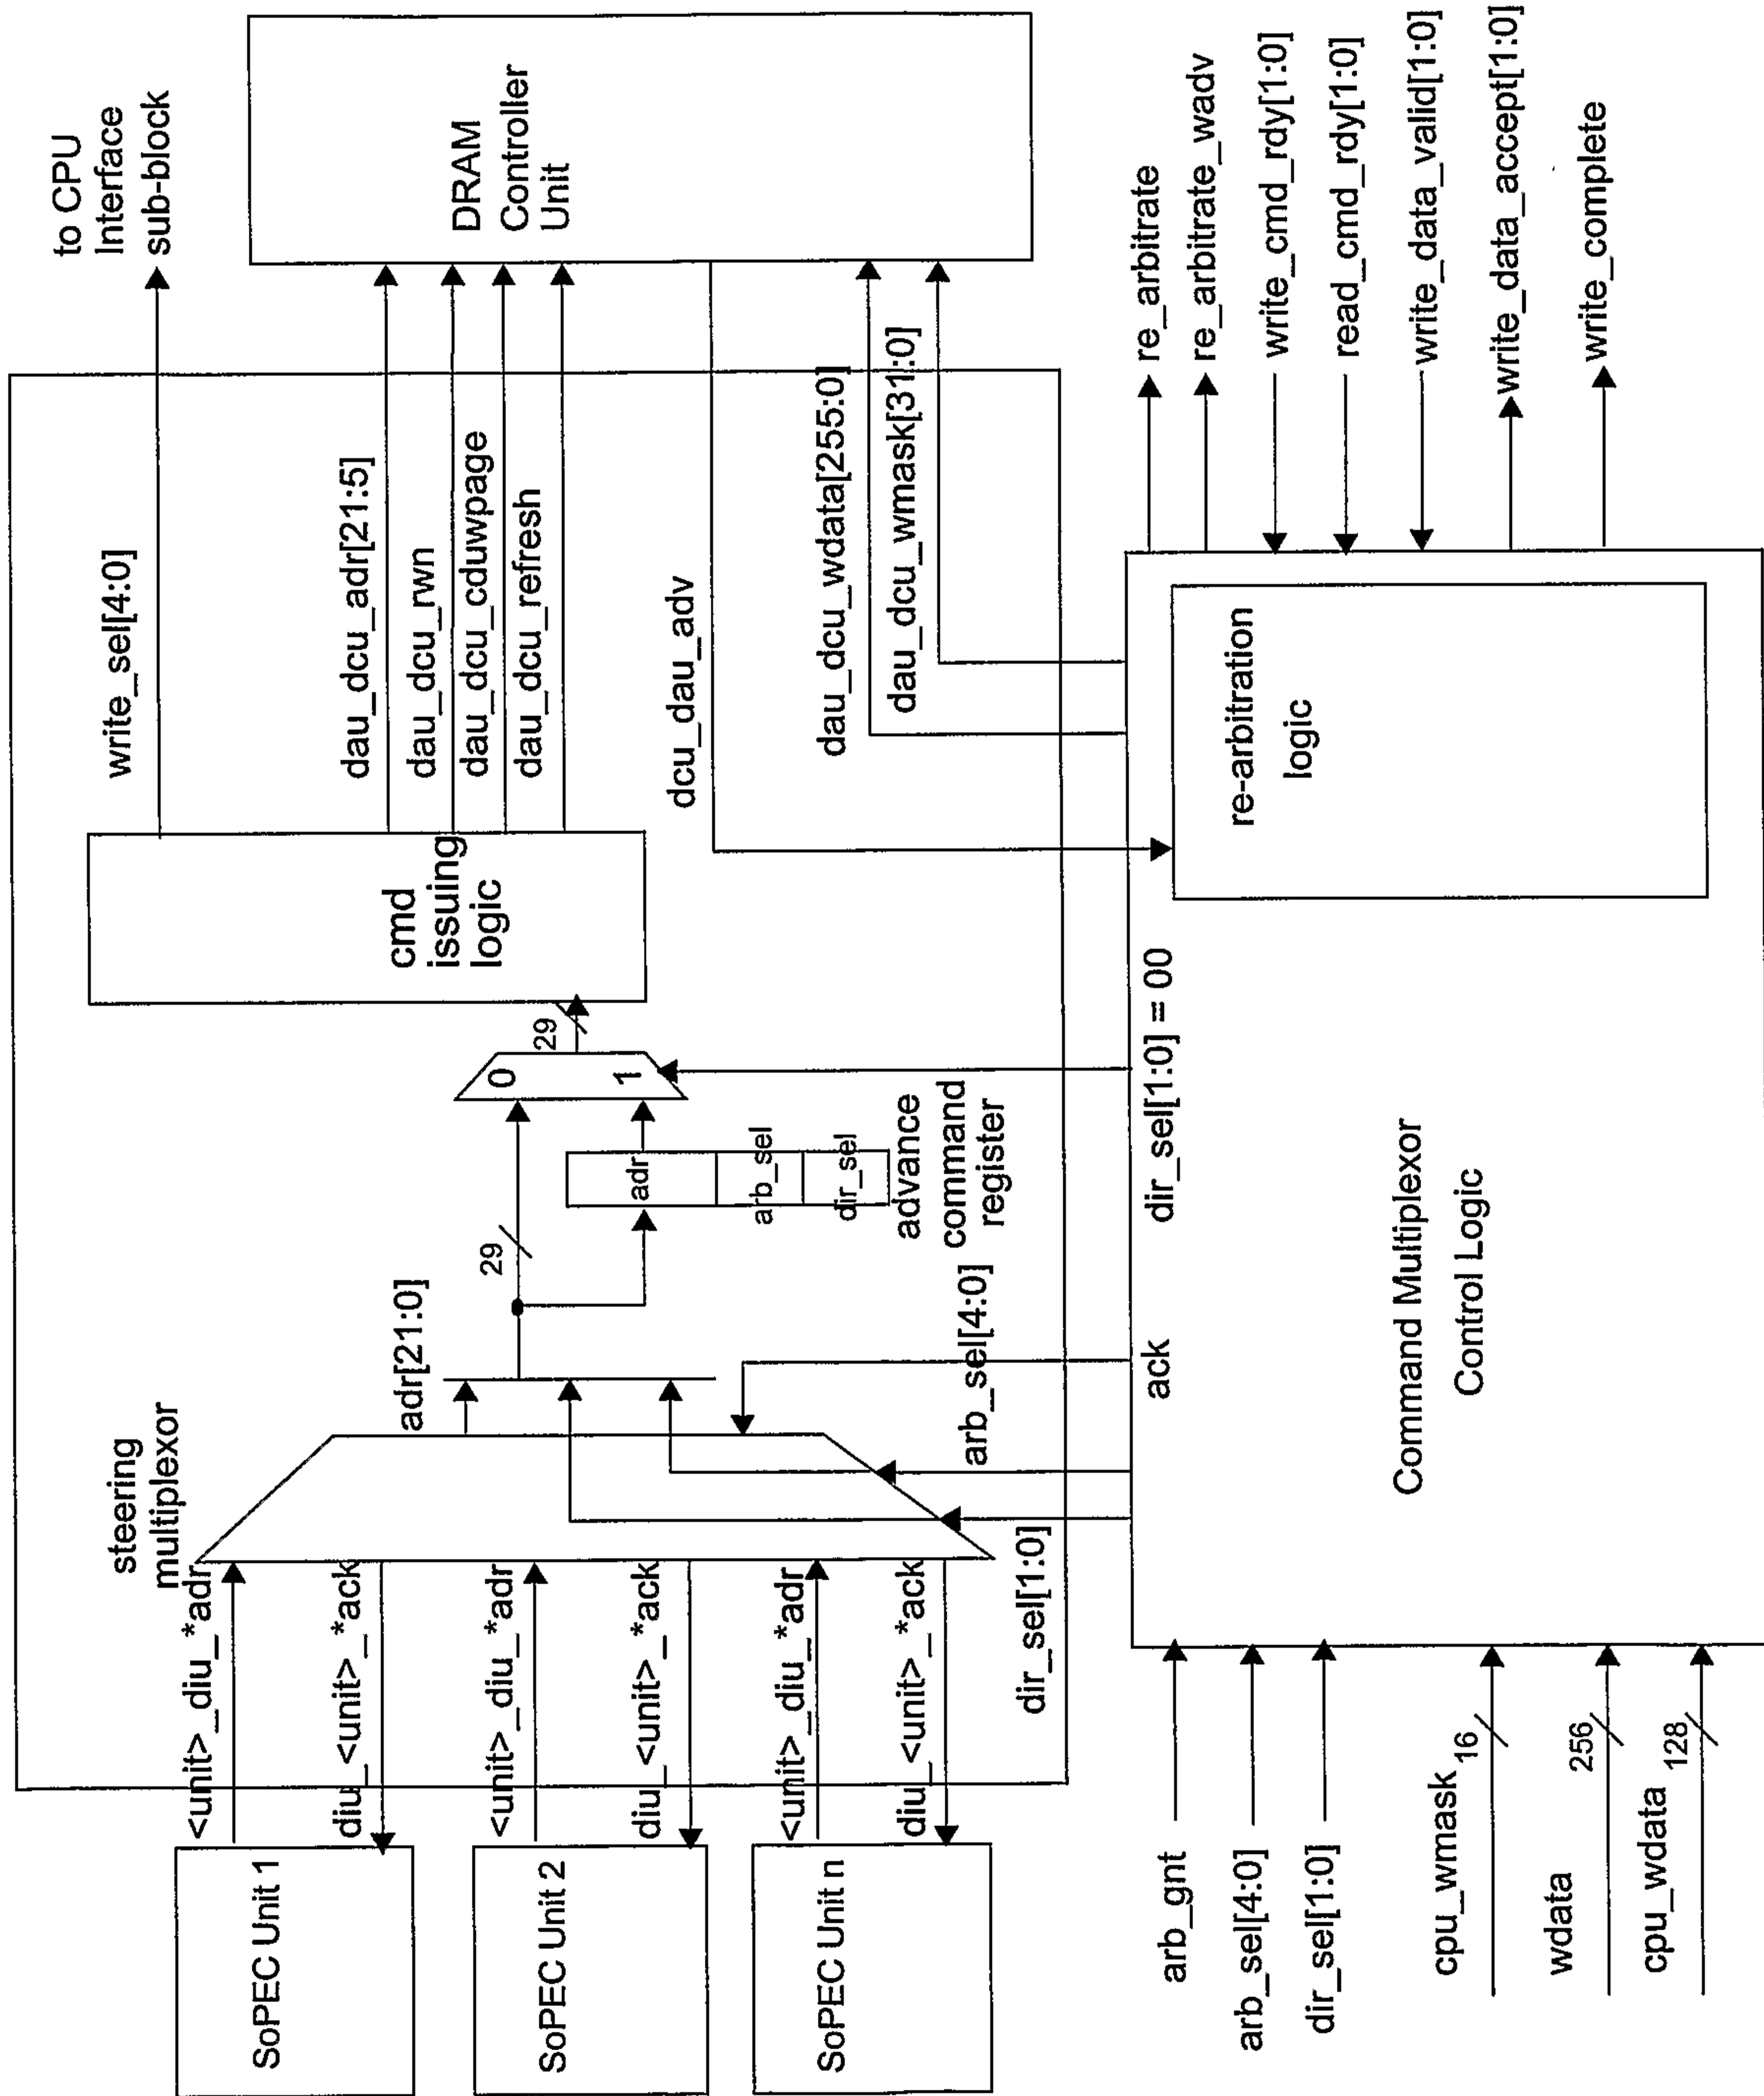 SoPEC Unit 1
SoPEC Unit 2
SoPEC Unit n
<unit>_diu_*adr
diu_<unit>_*ack
<unit>_diu_*adr
diu_<unit>_*ack
<unit>_diu_*adr
diu_<unit>_*ack
steering
multiplexor
adr[21:0]
arb_sel[4:0]
dir_sel[1:0]
29
adr
arb_sel
dir_sel
advance
command
register
0
1
29
cmd
issuing
logic
write_sel[4:0]
to CPU
Interface
sub-block
dau_dcu_adr[21:5]
dau_dcu_rwn
dau_dcu_cduwpage
dau_dcu_refresh
dcu_dau_adv
dau_dcu_wdata[255:0]
dau_dcu_wmask[31:0]
DRAM
Controller
Unit
ack
dir_sel[1:0] = 00
Command Multiplexor
Control Logic
re-arbitration
logic
arb_gnt
arb_sel[4:0]
dir_sel[1:0]
cpu_wmask
16
wdata
256
cpu_wdata
128
re_arbitrate
re_arbitrate_wadv
write_cmd_rdy[1:0]
read_cmd_rdy[1:0]
write_data_valid[1:0]
write_data_accept[1:0]
write_complete